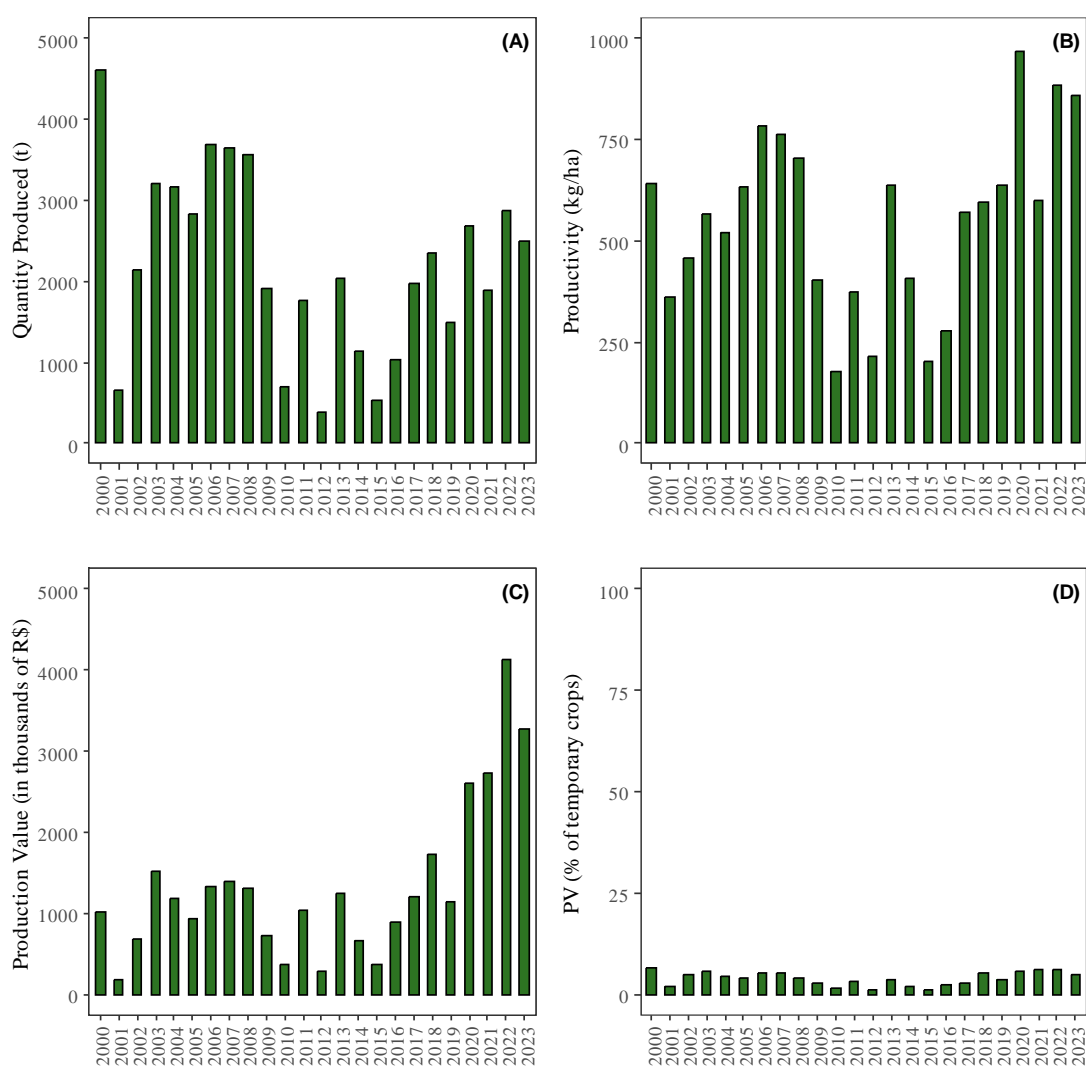 (A)
Quantity Produced (t)
5000
4000
3000
2000
1000
0
2000 2001 2002 2003 2004 2005 2006 2007 2008 2009 2010 2011 2012 2013 2014 2015 2016 2017 2018 2019 2020 2021 2022 2023
(B)
Productivity (kg/ha)
1000
750
500
250
0
2000 2001 2002 2003 2004 2005 2006 2007 2008 2009 2010 2011 2012 2013 2014 2015 2016 2017 2018 2019 2020 2021 2022 2023
(C)
Production Value (in thousands of R$)
5000
4000
3000
2000
1000
0
2000 2001 2002 2003 2004 2005 2006 2007 2008 2009 2010 2011 2012 2013 2014 2015 2016 2017 2018 2019 2020 2021 2022 2023
(D)
PV (% of temporary crops)
100
75
50
25
0
2000 2001 2002 2003 2004 2005 2006 2007 2008 2009 2010 2011 2012 2013 2014 2015 2016 2017 2018 2019 2020 2021 2022 2023